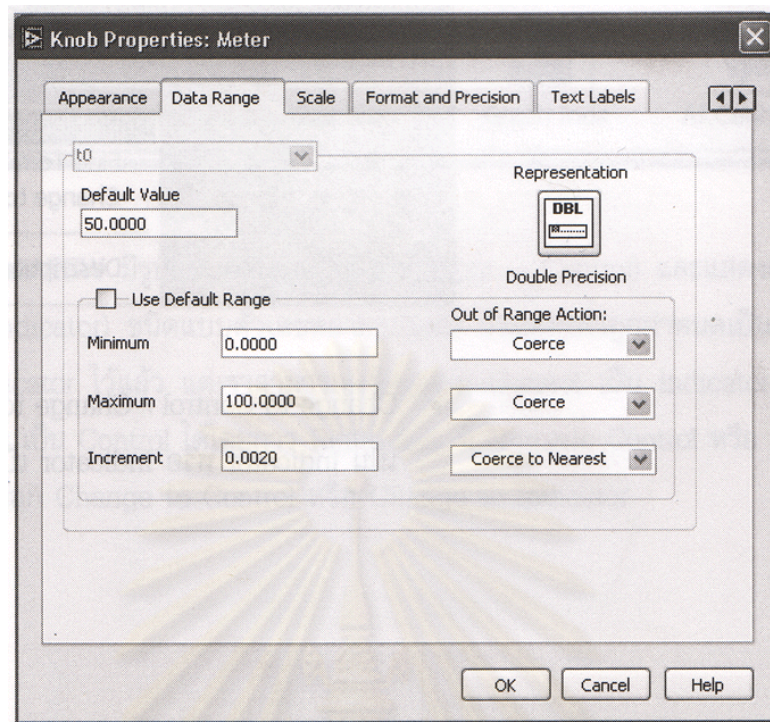 Knob Properties: Meter
Appearance
Data Range
Scale
Format and Precision
Text Labels
t0
Default Value
50.0000
Representation
DBL
Double Precision
Use Default Range
Out of Range Action:
Minimum
0.0000
Coerce
Maximum
100.0000
Coerce
Increment
0.0020
Coerce to Nearest
OK
Cancel
Help